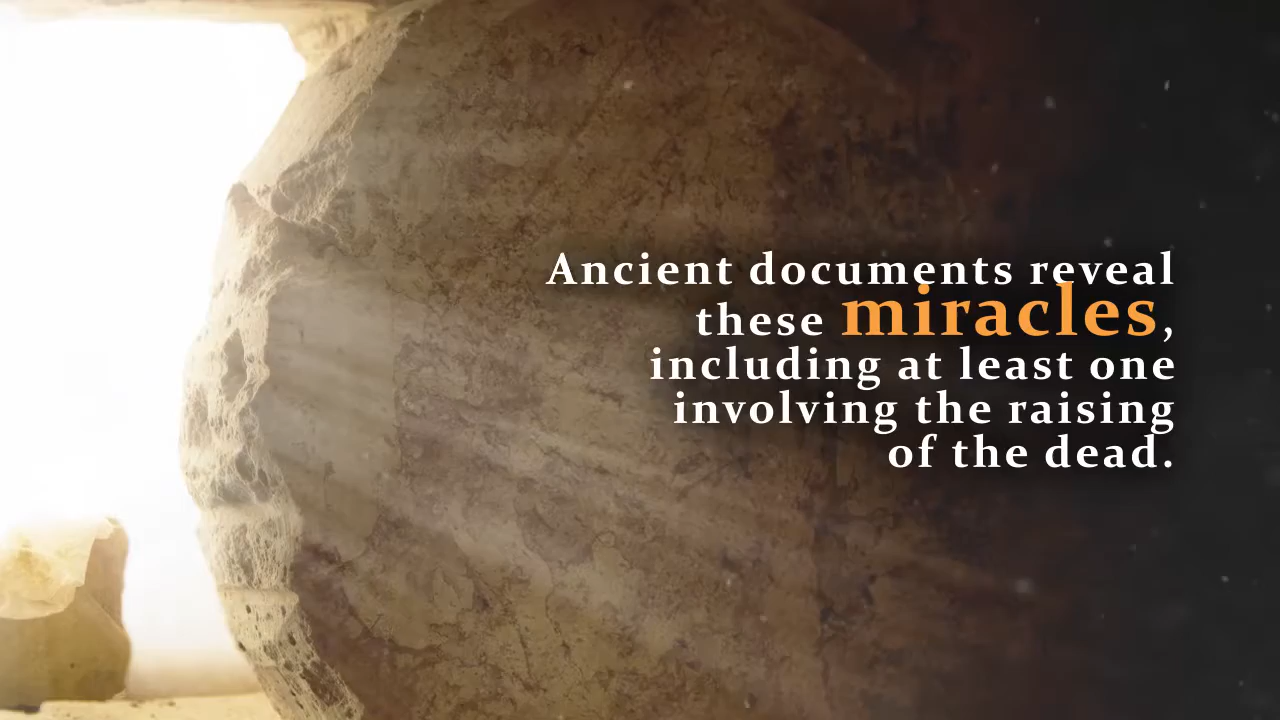 Ancient documents reveal
these miracles,
including at least one
involving the raising
of the dead.